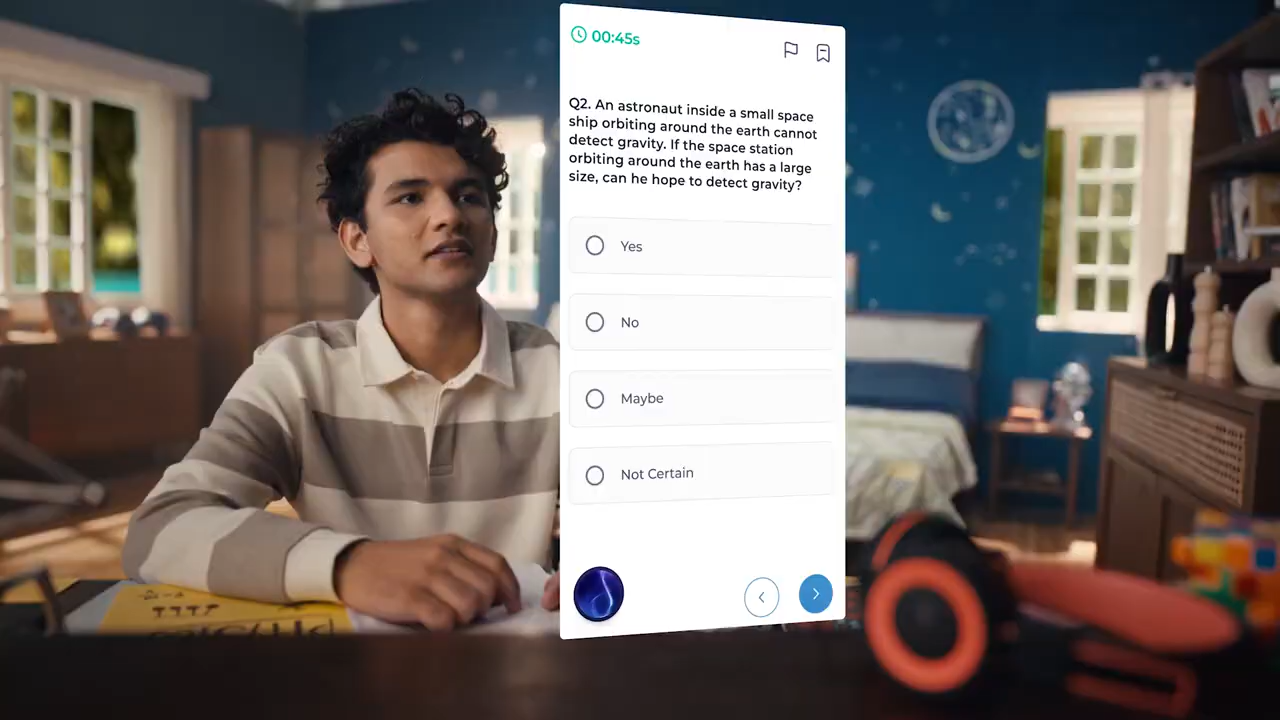 00:45s
Q2. An astronaut inside a small space
ship orbiting around the earth cannot
detect gravity. If the space station
orbiting around the earth has a large
size, can he hope to detect gravity?
Yes
No
Maybe
Not Certain